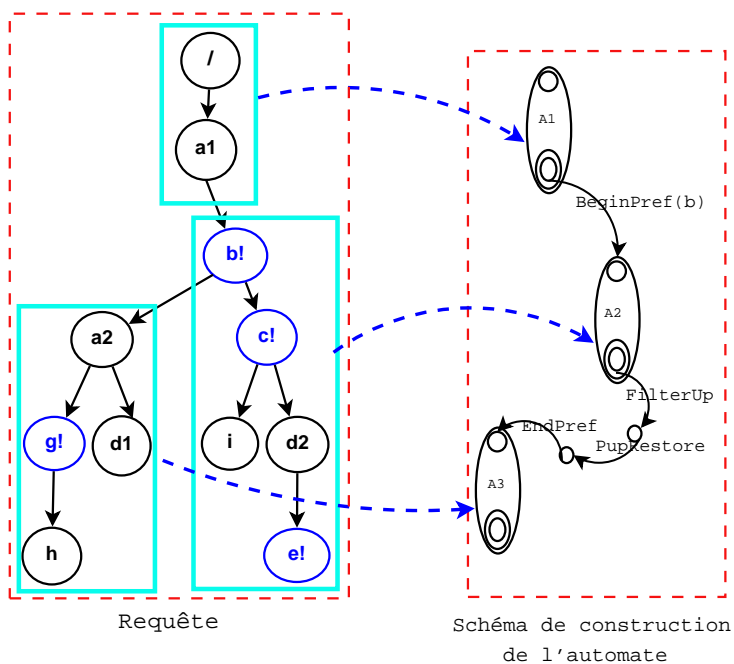 /
a1
b!
a2
c!
g!
d1
i
d2
h
e!
Requête
A1
BeginPref(b)
A2
FilterUp
EndPref
PupRestore
A3
Schéma de construction
de l'automate